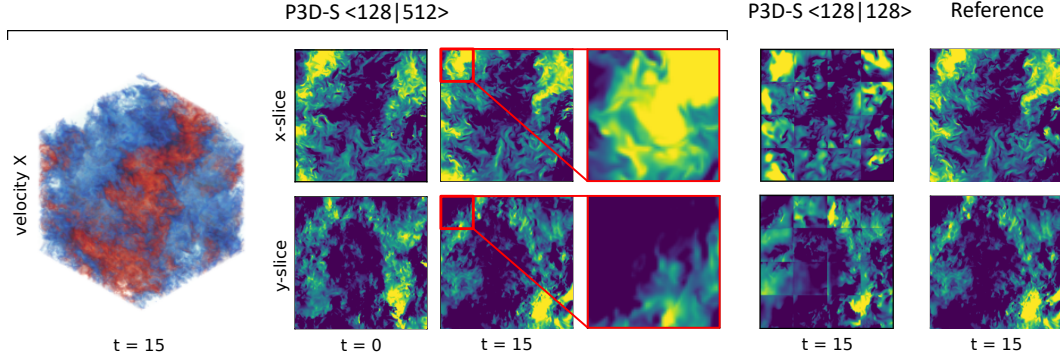 P3D-S <128|512>
P3D-S <128|128>
Reference
velocity X
x-slice
y-slice
t = 15
t = 0
t = 15
t = 15
t = 15